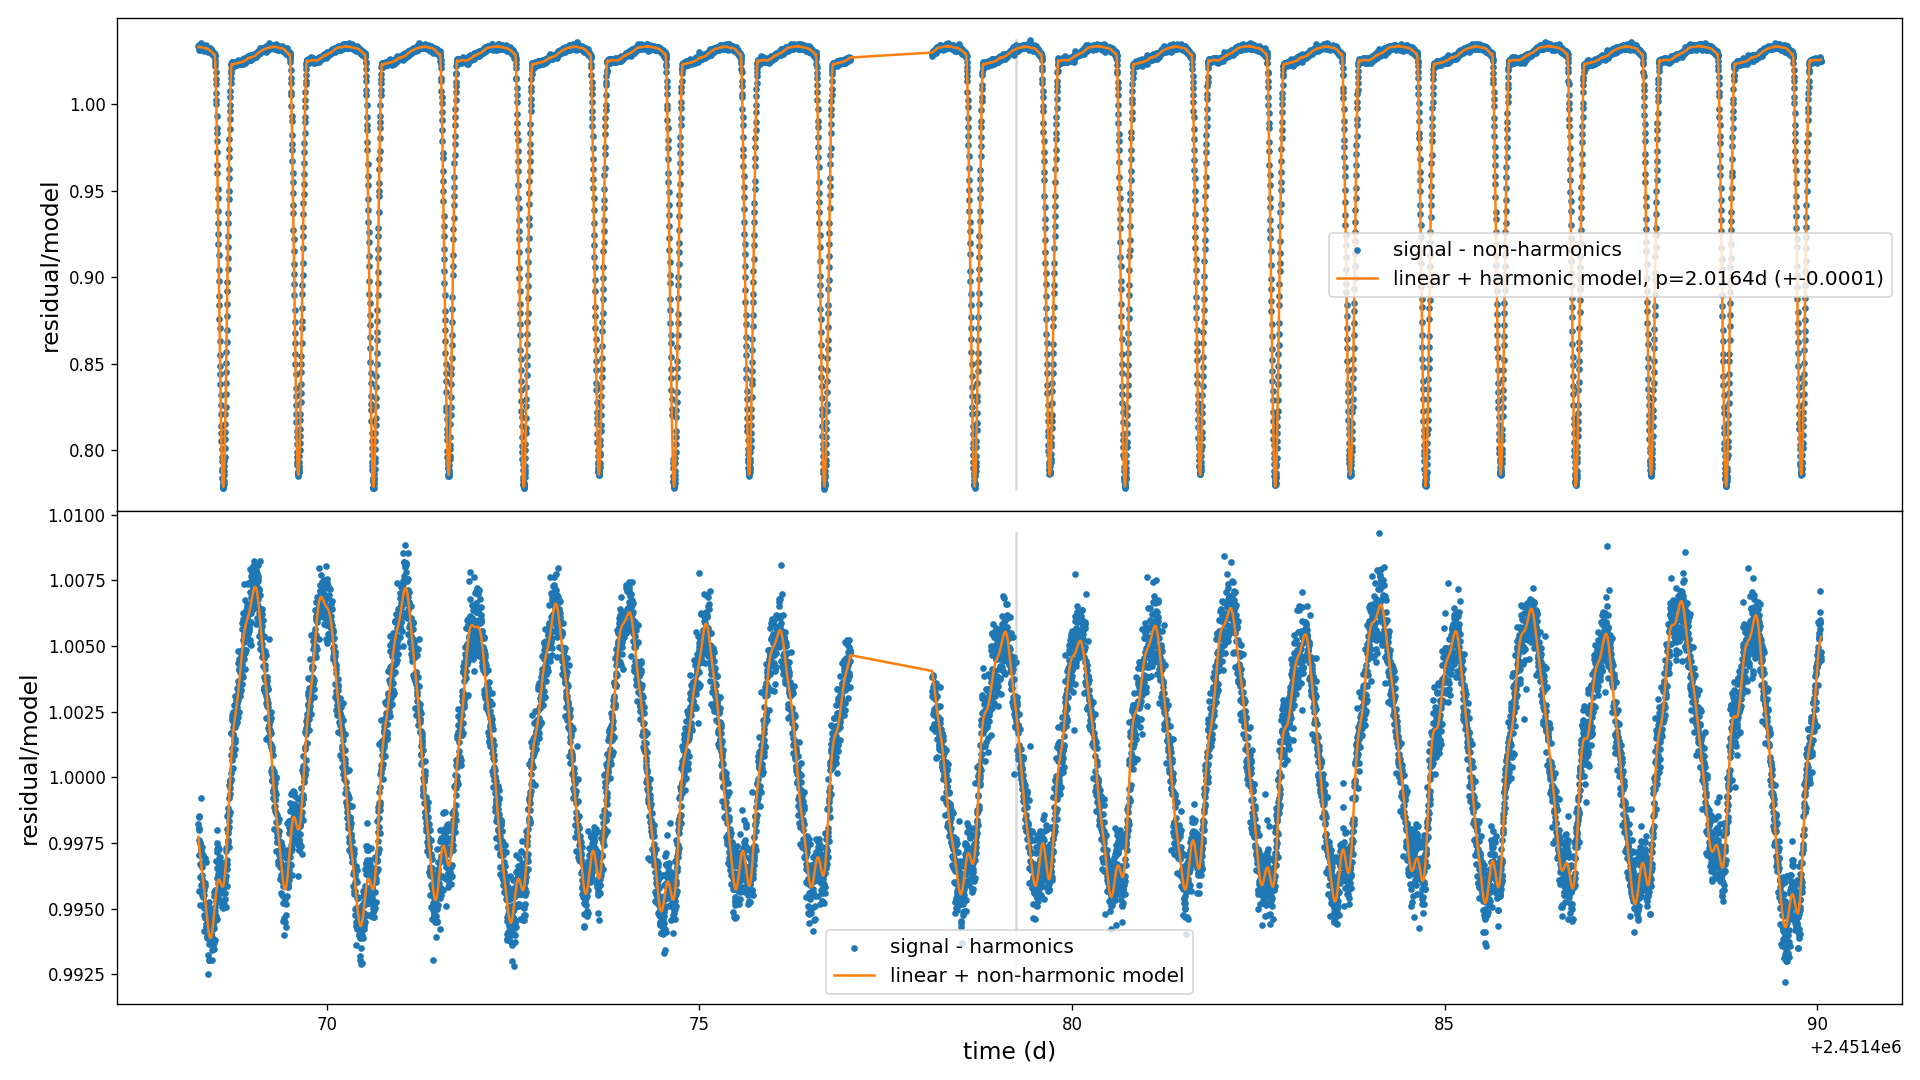 1.00
0.95
0.90
0.85
0.80
residual/model
signal - non-harmonics
linear + harmonic model, p=2.0164d (+-0.0001)
1.0100
1.0075
1.0050
1.0025
1.0000
0.9975
0.9950
0.9925
residual/model
signal - harmonics
linear + non-harmonic model
70
75
80
85
90
time (d)
+2.4514e6